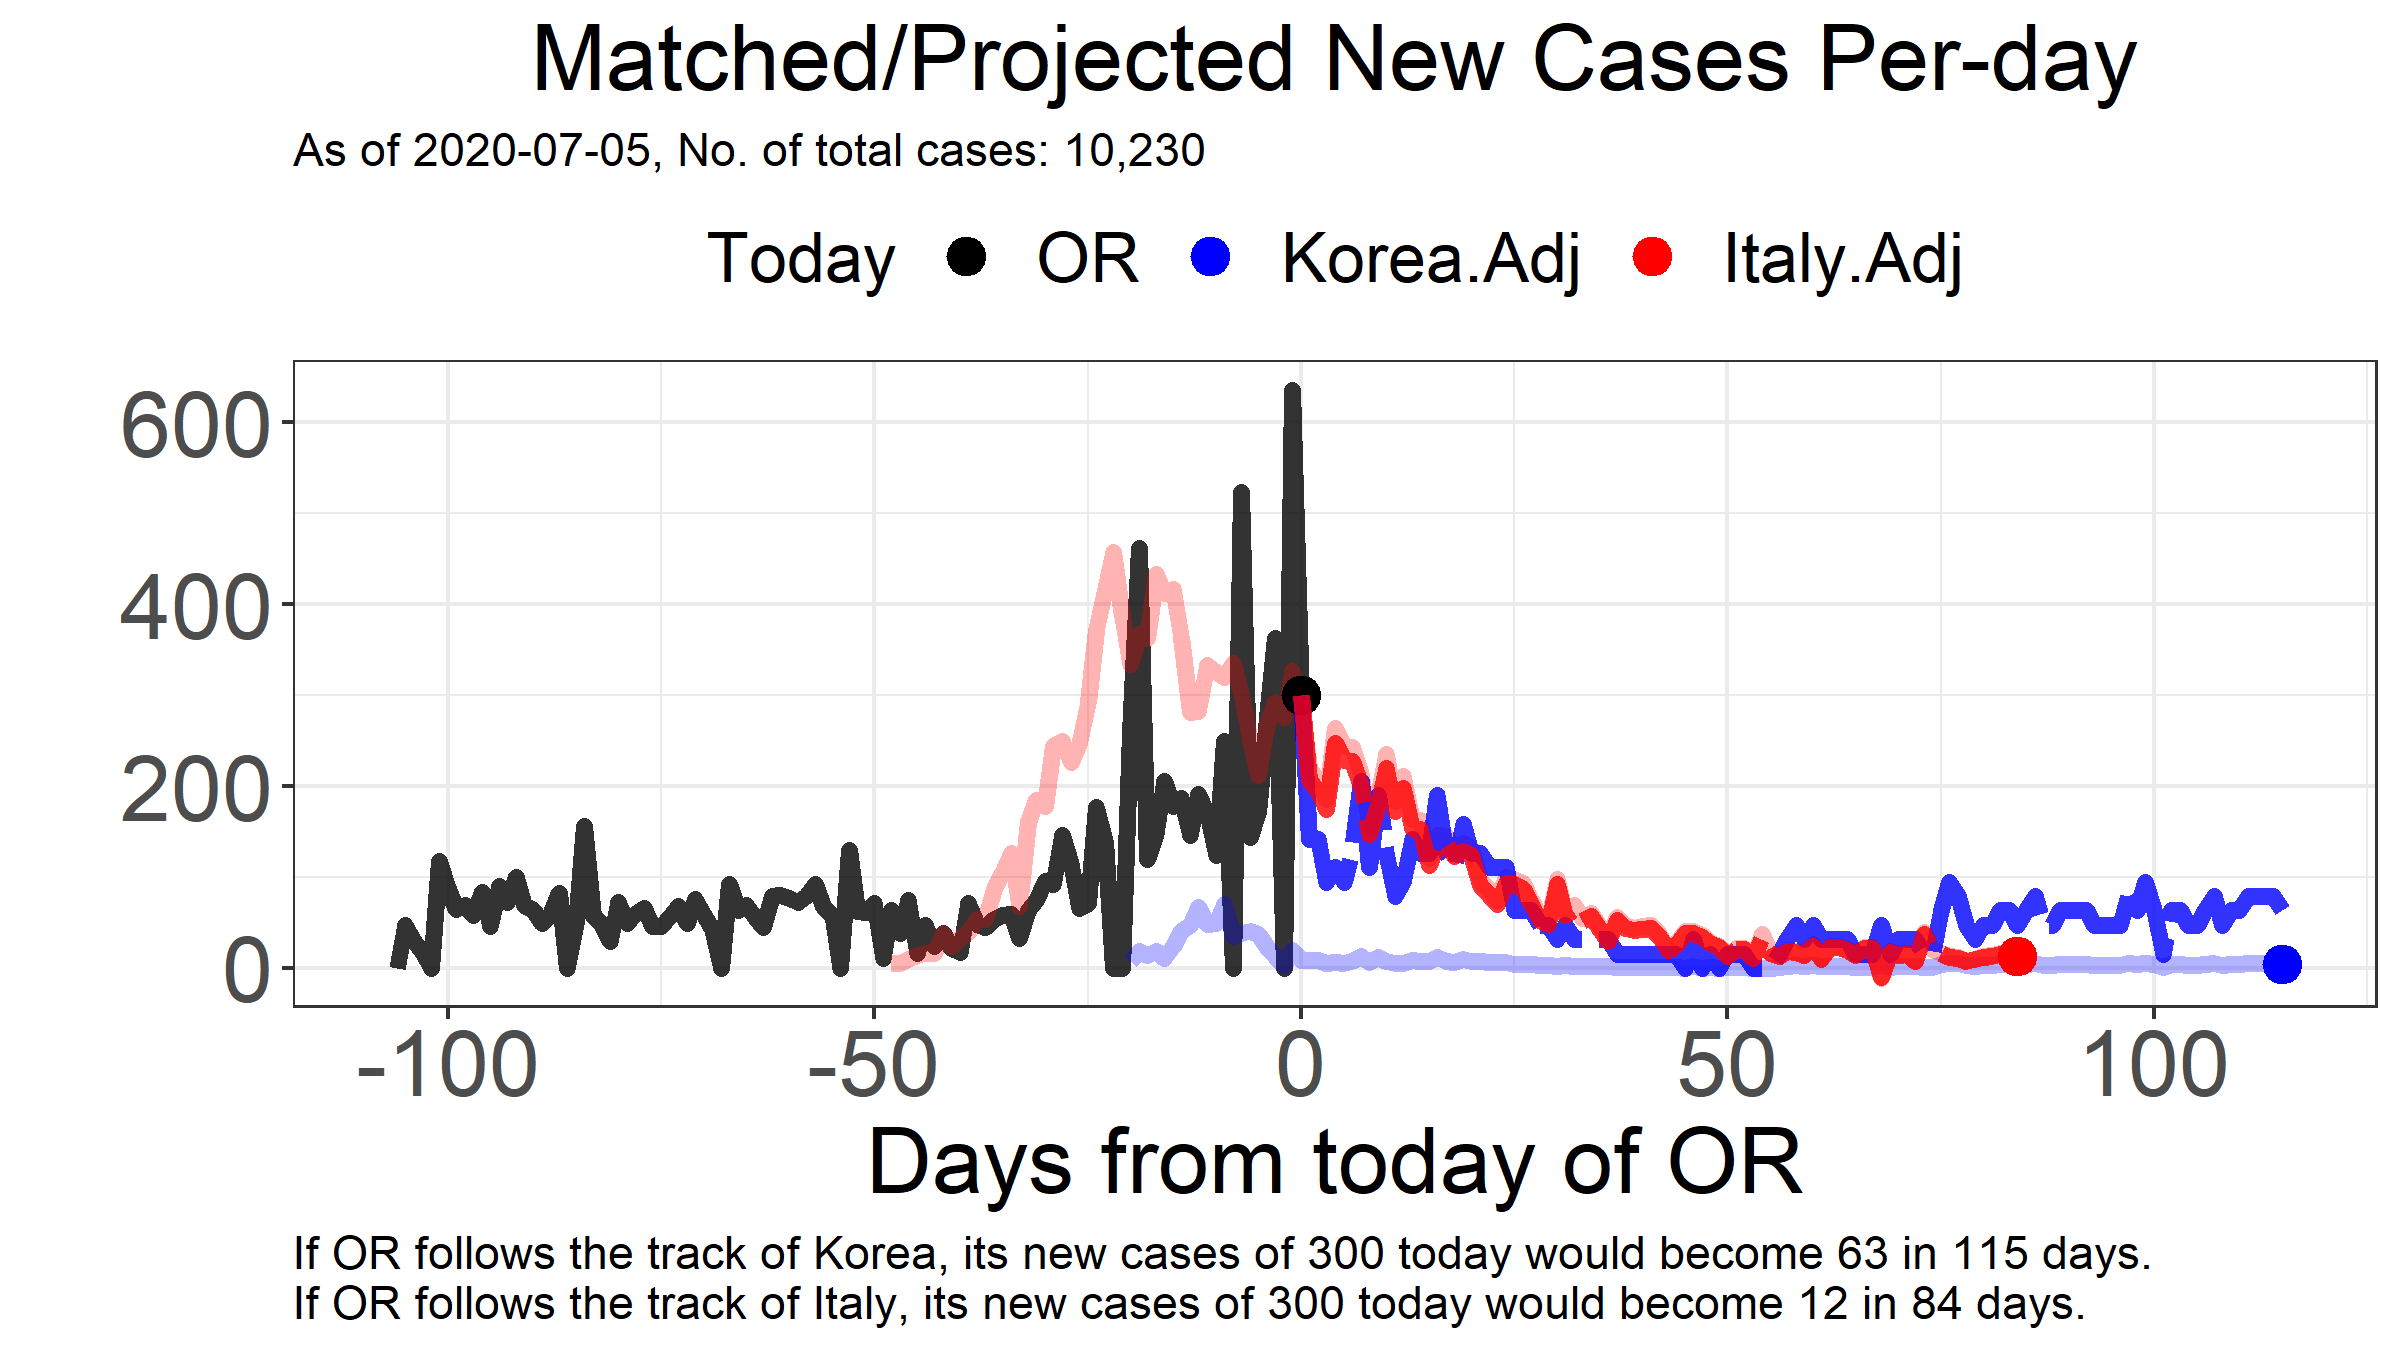 Matched/Projected New Cases Per-day
As of 2020-07-05, No. of total cases: 10,230
Today OR Korea.Adj Italy.Adj
600
400
200
0
-100 -50 0 50 100
Days from today of OR
If OR follows the track of Korea, its new cases of 300 today would become 63 in 115 days.
If OR follows the track of Italy, its new cases of 300 today would become 12 in 84 days.